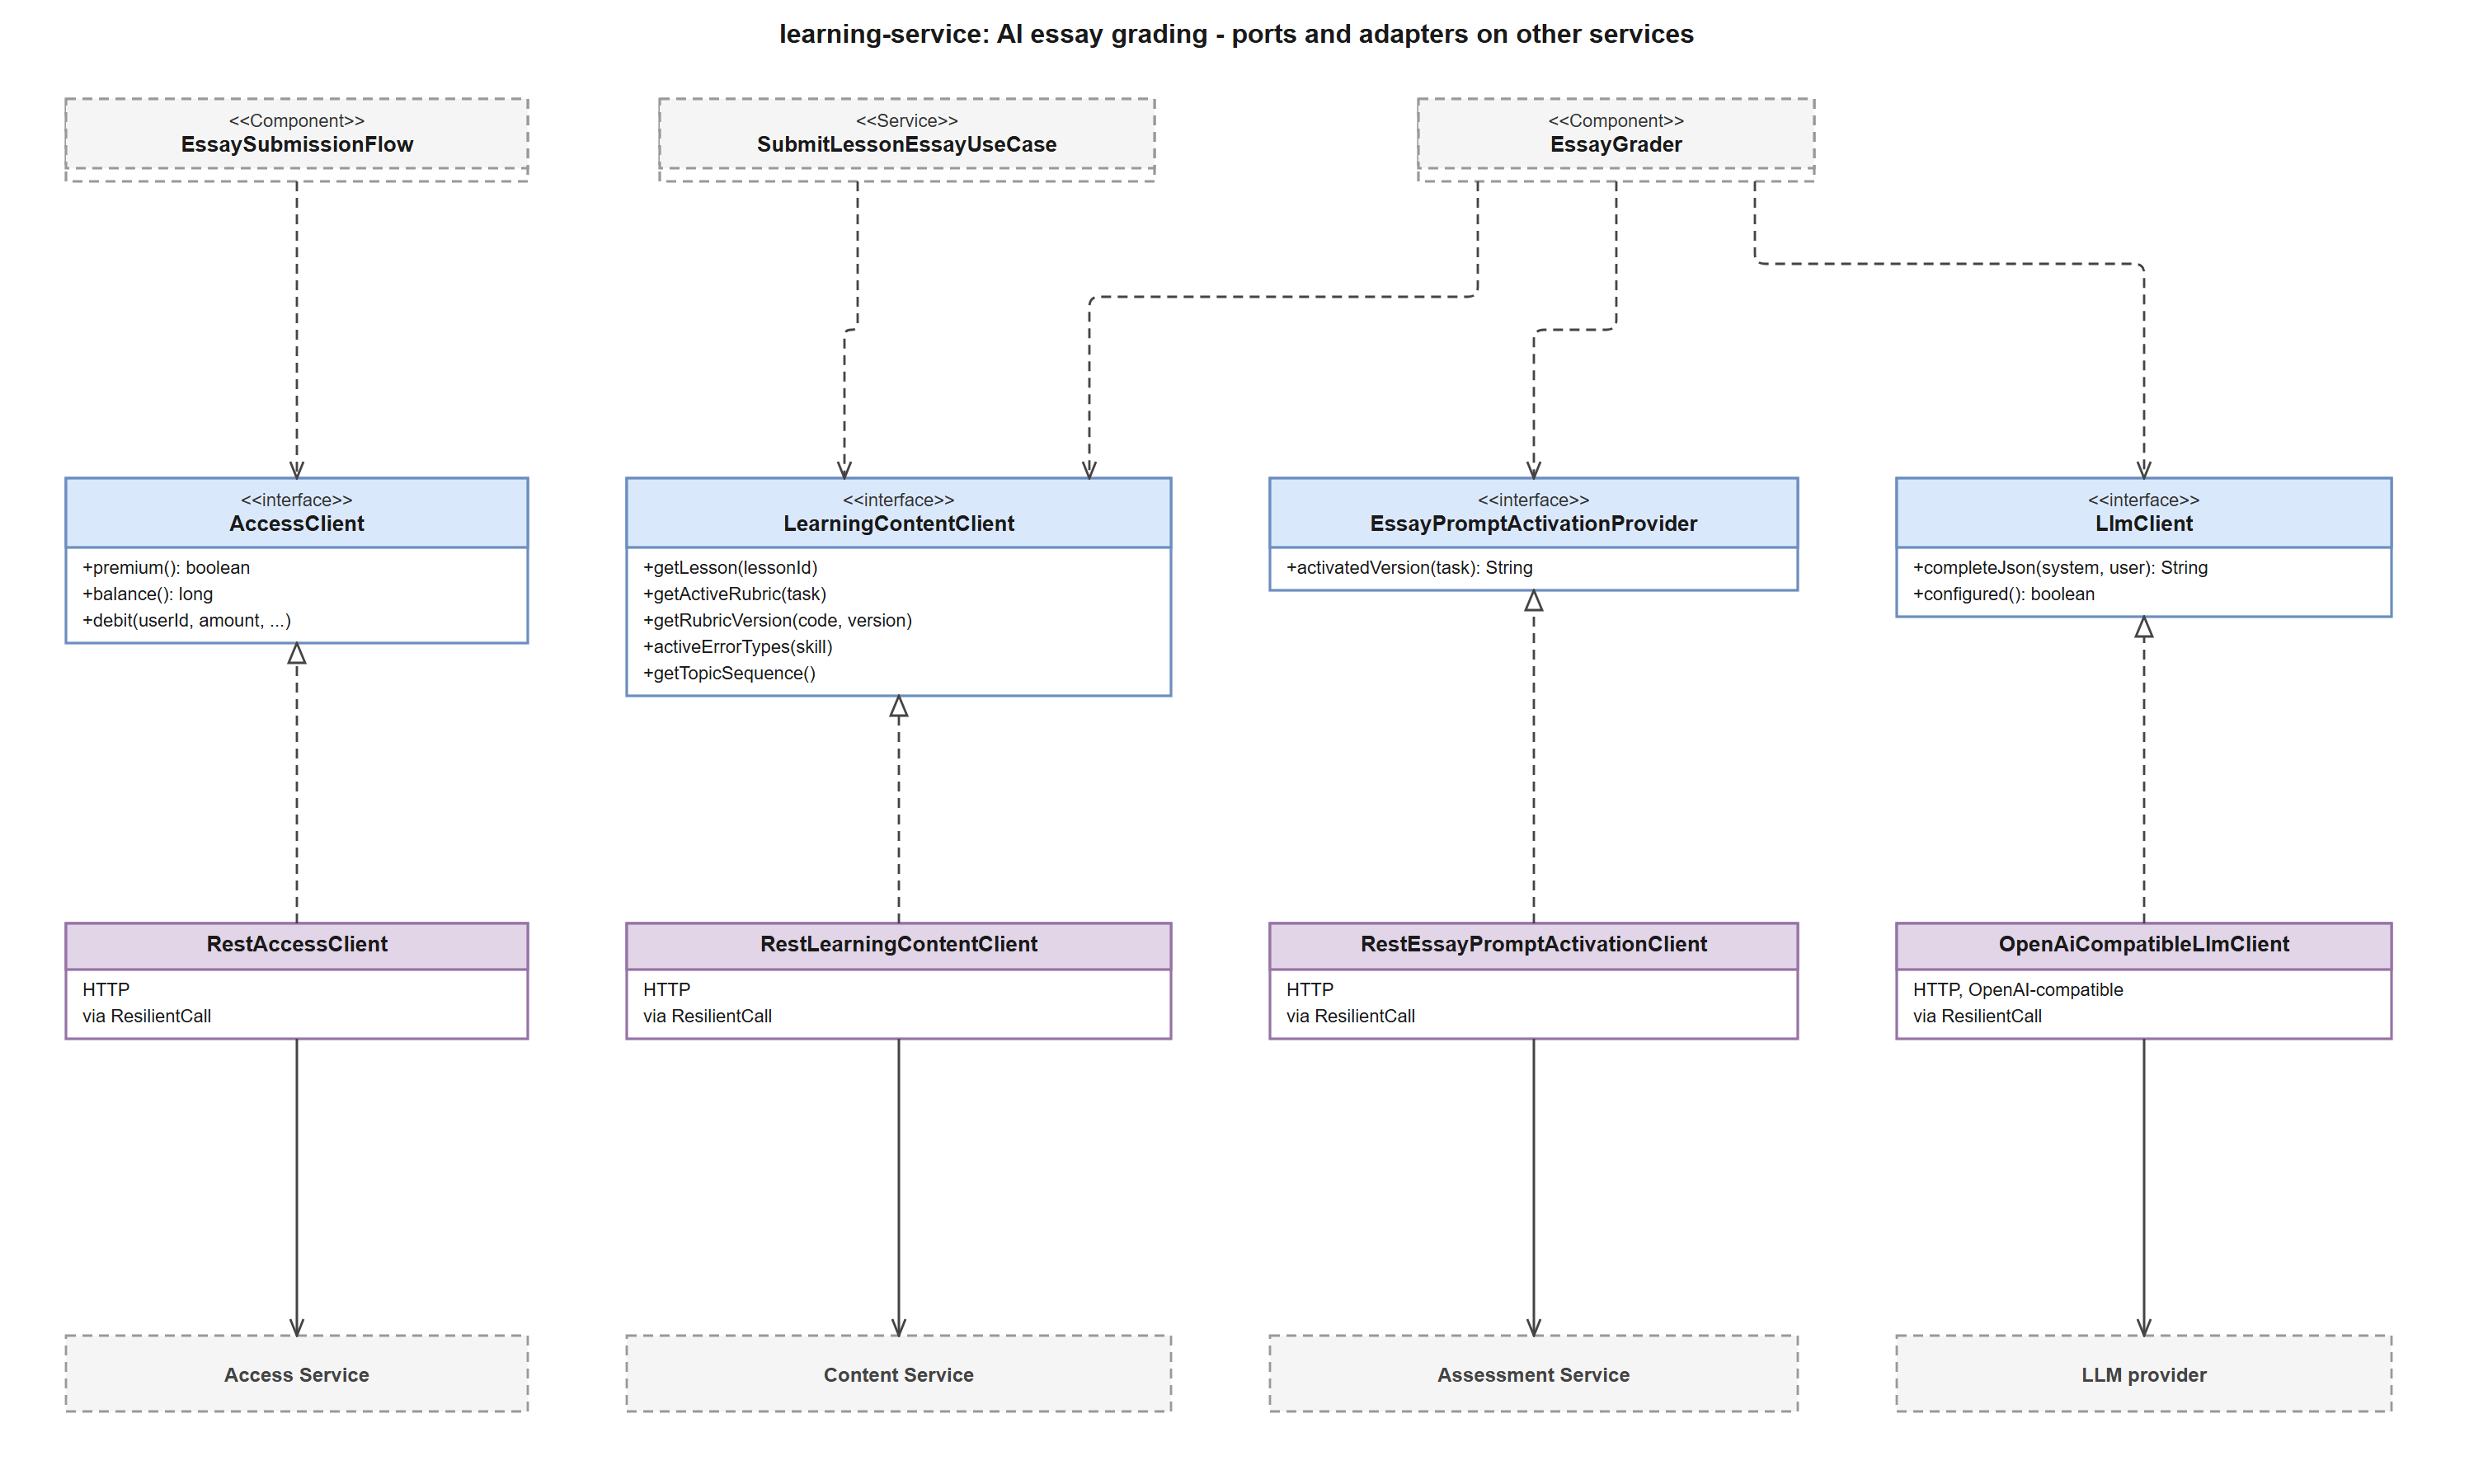 learning-service: AI essay grading - ports and adapters on other services
<<Component>>
EssaySubmissionFlow
<<Service>>
SubmitLessonEssayUseCase
<<Component>>
EssayGrader
<<interface>>
AccessClient
+premium(): boolean
+balance(): long
+debit(userId, amount, ...)
<<interface>>
LearningContentClient
+getLesson(lessonId)
+getActiveRubric(task)
+getRubricVersion(code, version)
+activeErrorTypes(skill)
+getTopicSequence()
<<interface>>
EssayPromptActivationProvider
+activatedVersion(task): String
<<interface>>
LlmClient
+completeJson(system, user): String
+configured(): boolean
RestAccessClient
HTTP
via ResilientCall
RestLearningContentClient
HTTP
via ResilientCall
RestEssayPromptActivationClient
HTTP
via ResilientCall
OpenAiCompatibleLlmClient
HTTP, OpenAI-compatible
via ResilientCall
Access Service
Content Service
Assessment Service
LLM provider